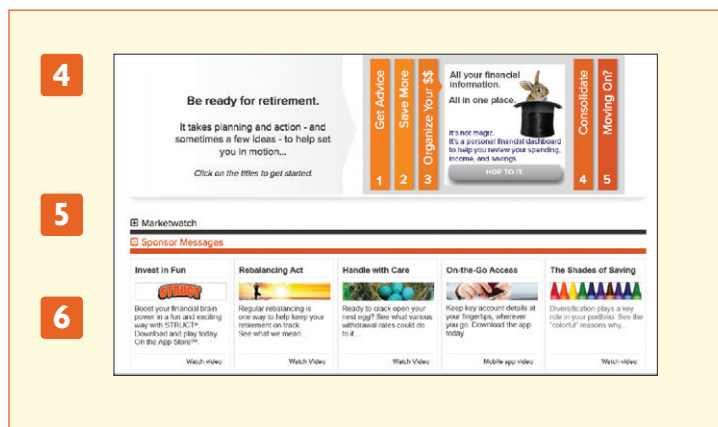 4
Be ready for retirement.
It takes planning and action - and
sometimes a few ideas - to help set
you in motion...
Click on the titles to get started.
Get Advice
1
Save More
2
Organize Your $$
3
All your financial
information.
All in one place.
It's not magic.
It's a personal financial dashboard
to help you review your spending,
income, and savings.
HOP TO IT.
Consolidate
4
Moving On?
5
5
Marketwatch
Sponsor Messages
6
Invest in Fun
STRUCT
Boost your financial brain
power in a fun and exciting
way with STRUCT℠.
Download and play today.
On the App Store℠.
Watch video
Rebalancing Act
Regular rebalancing is
one way to help keep your
retirement on track.
See what we mean...
Watch Video
Handle with Care
Ready to crack open your
nest egg? See what various
withdrawal rates could do
to it...
Watch Video
On-the-Go Access
Keep key account details at
your fingertips, wherever
you go. Download the app
today.
Mobile app video
The Shades of Saving
Diversification plays a key
role in your portfolio. See the
"colorful" reasons why...
Watch video